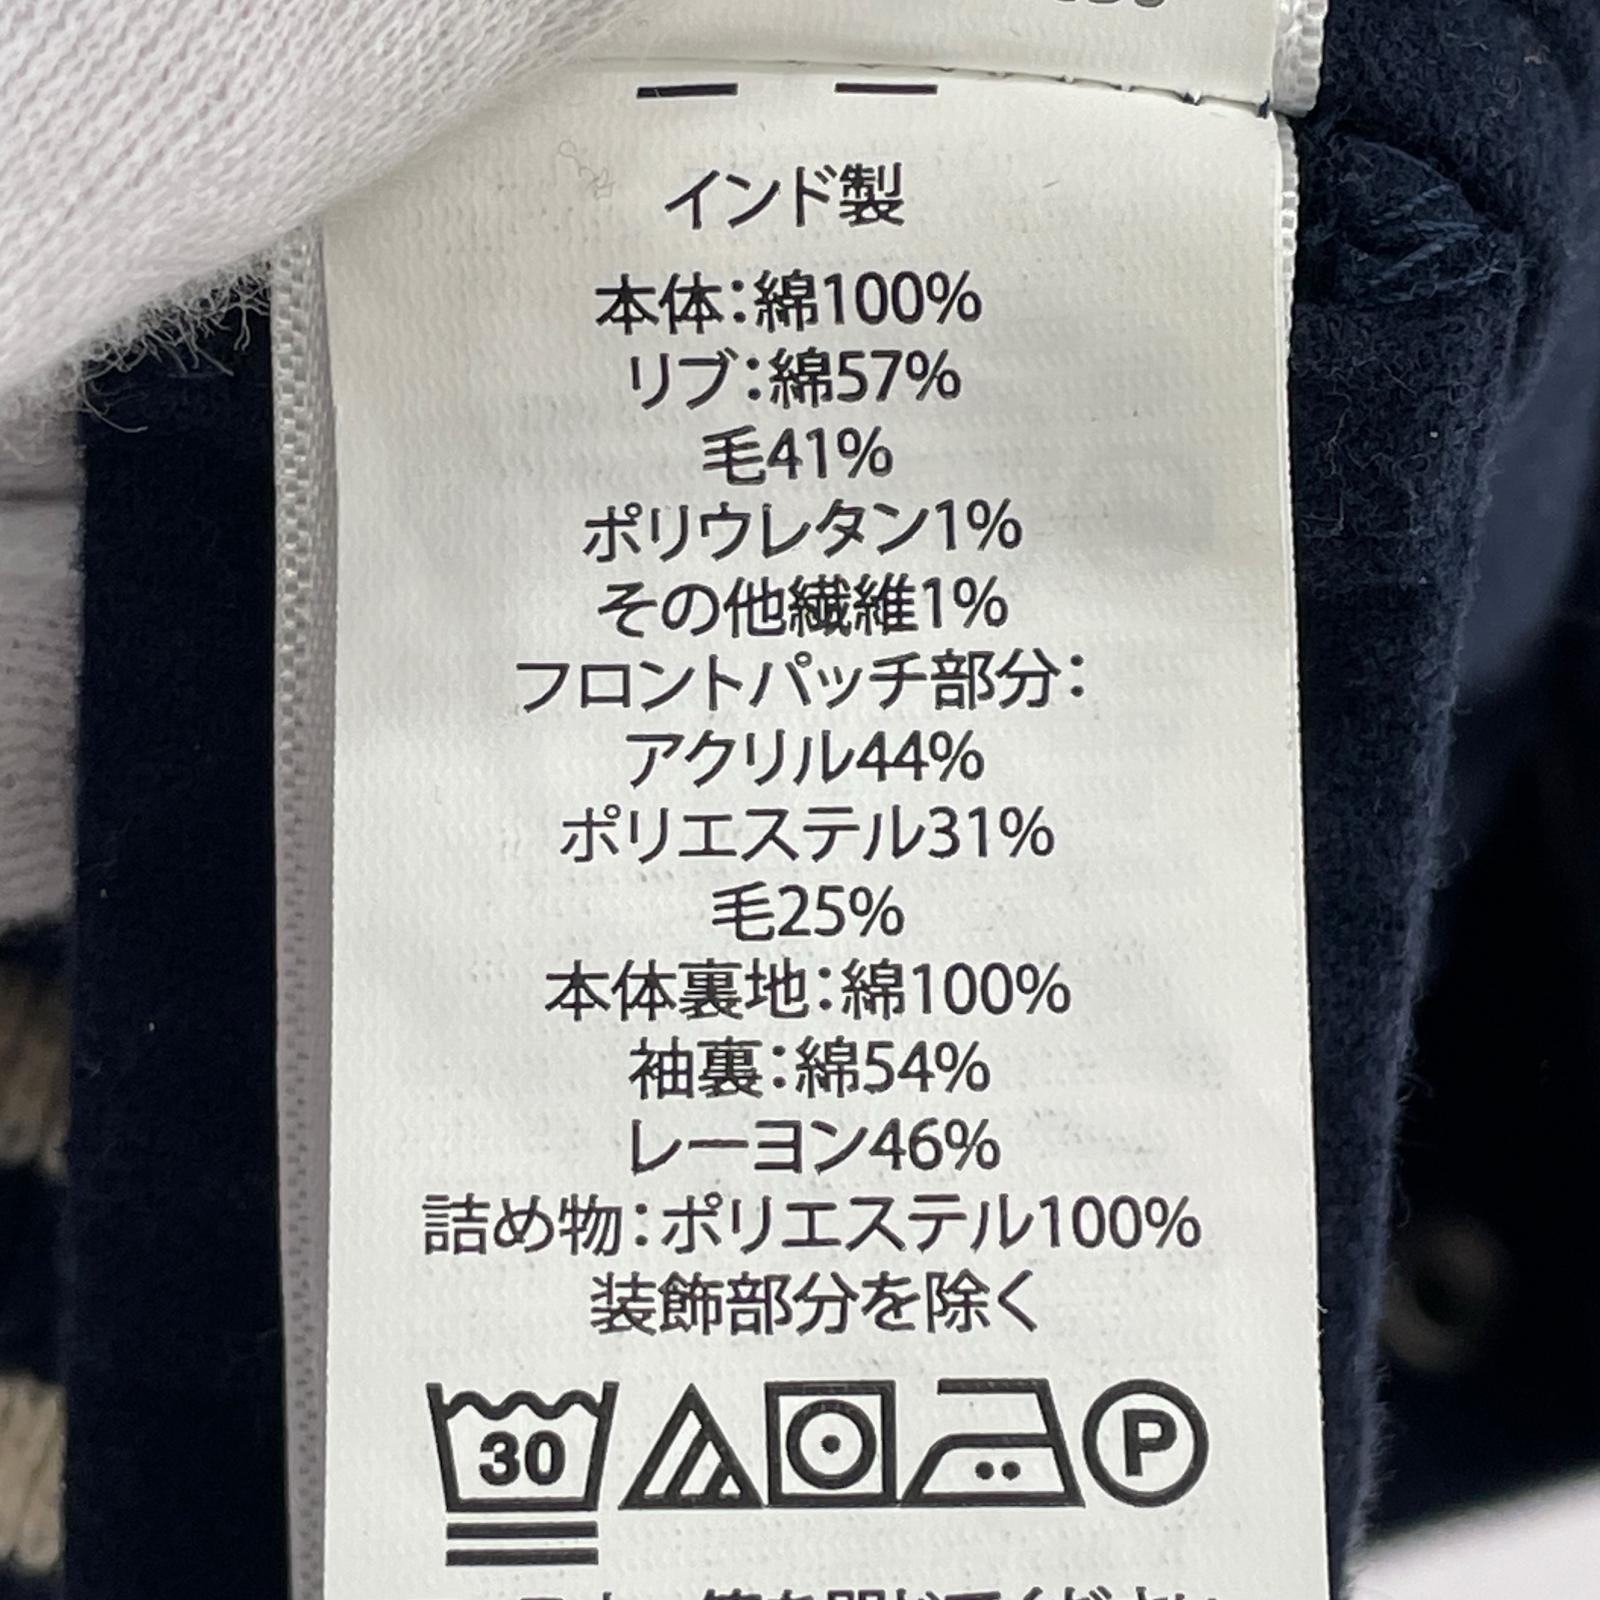 インド製
本体：綿100%
リブ：綿57%
毛41%
ポリウレタン1%
その他繊維1%
フロントパッチ部分：
アクリル44%
ポリエステル31%
毛25%
本体裏地：綿100%
袖裏：綿54%
レーヨン46%
詰め物：ポリエステル100%
装飾部分を除く
30 P